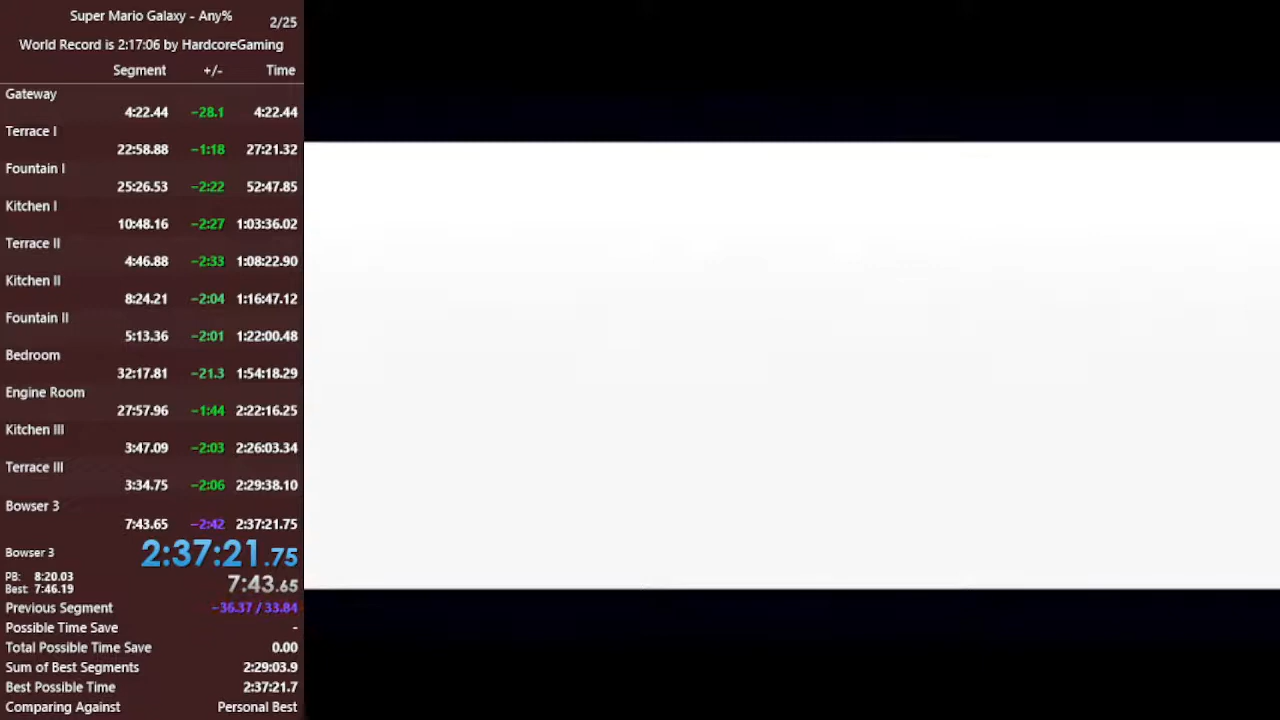 Super Mario Galaxy - Any%
2/25
World Record is 2:17:06 by HardcoreGaming
Segment +/- Time
Gateway
4:22.44 −28.1 4:22.44
Terrace I
22:58.88 −1:18 27:21.32
Fountain I
25:26.53 −2:22 52:47.85
Kitchen I
10:48.16 −2:27 1:03:36.02
Terrace II
4:46.88 −2:33 1:08:22.90
Kitchen II
8:24.21 −2:04 1:16:47.12
Fountain II
5:13.36 −2:01 1:22:00.48
Bedroom
32:17.81 −21.3 1:54:18.29
Engine Room
27:57.96 −1:44 2:22:16.25
Kitchen III
3:47.09 −2:03 2:26:03.34
Terrace III
3:34.75 −2:06 2:29:38.10
Bowser 3
7:43.65 −2:42 2:37:21.75
Bowser 3 2:37:21.75
PB: 8:20.03
Best: 7:46.19
7:43.65
Previous Segment −36.37 / 33.84
Possible Time Save -
Total Possible Time Save 0.00
Sum of Best Segments 2:29:03.9
Best Possible Time 2:37:21.7
Comparing Against Personal Best